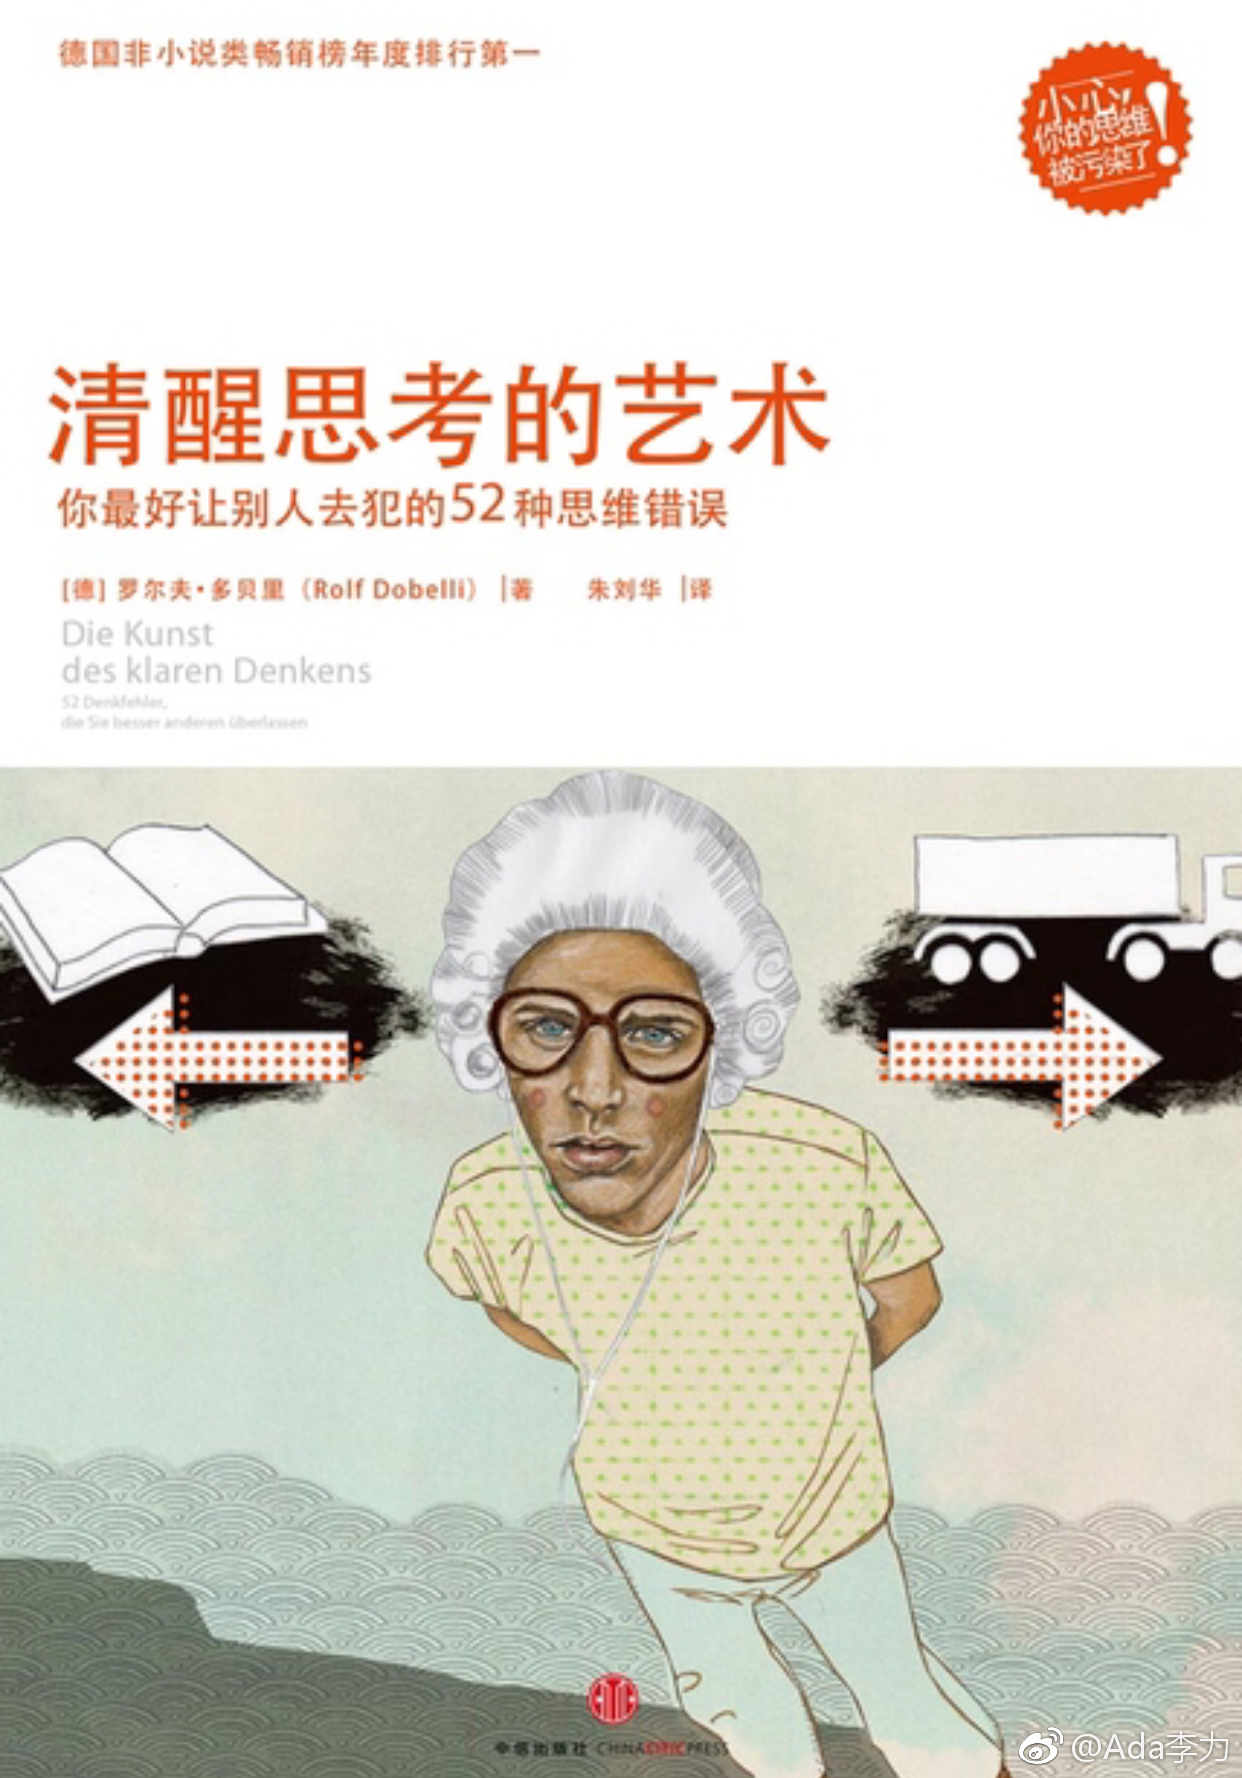 德国非小说类畅销榜年度排行第一
小心!
你的思维
被污染了
清醒思考的艺术
你最好让别人去犯的52种思维错误
[德] 罗尔夫·多贝里（Rolf Dobelli） |著 朱刘华 |译
Die Kunst
des klaren Denkens
52 Denkfehler,
die Sie besser anderen überlassen
中信出版社·CHINACITICPRESS
@Ada李力